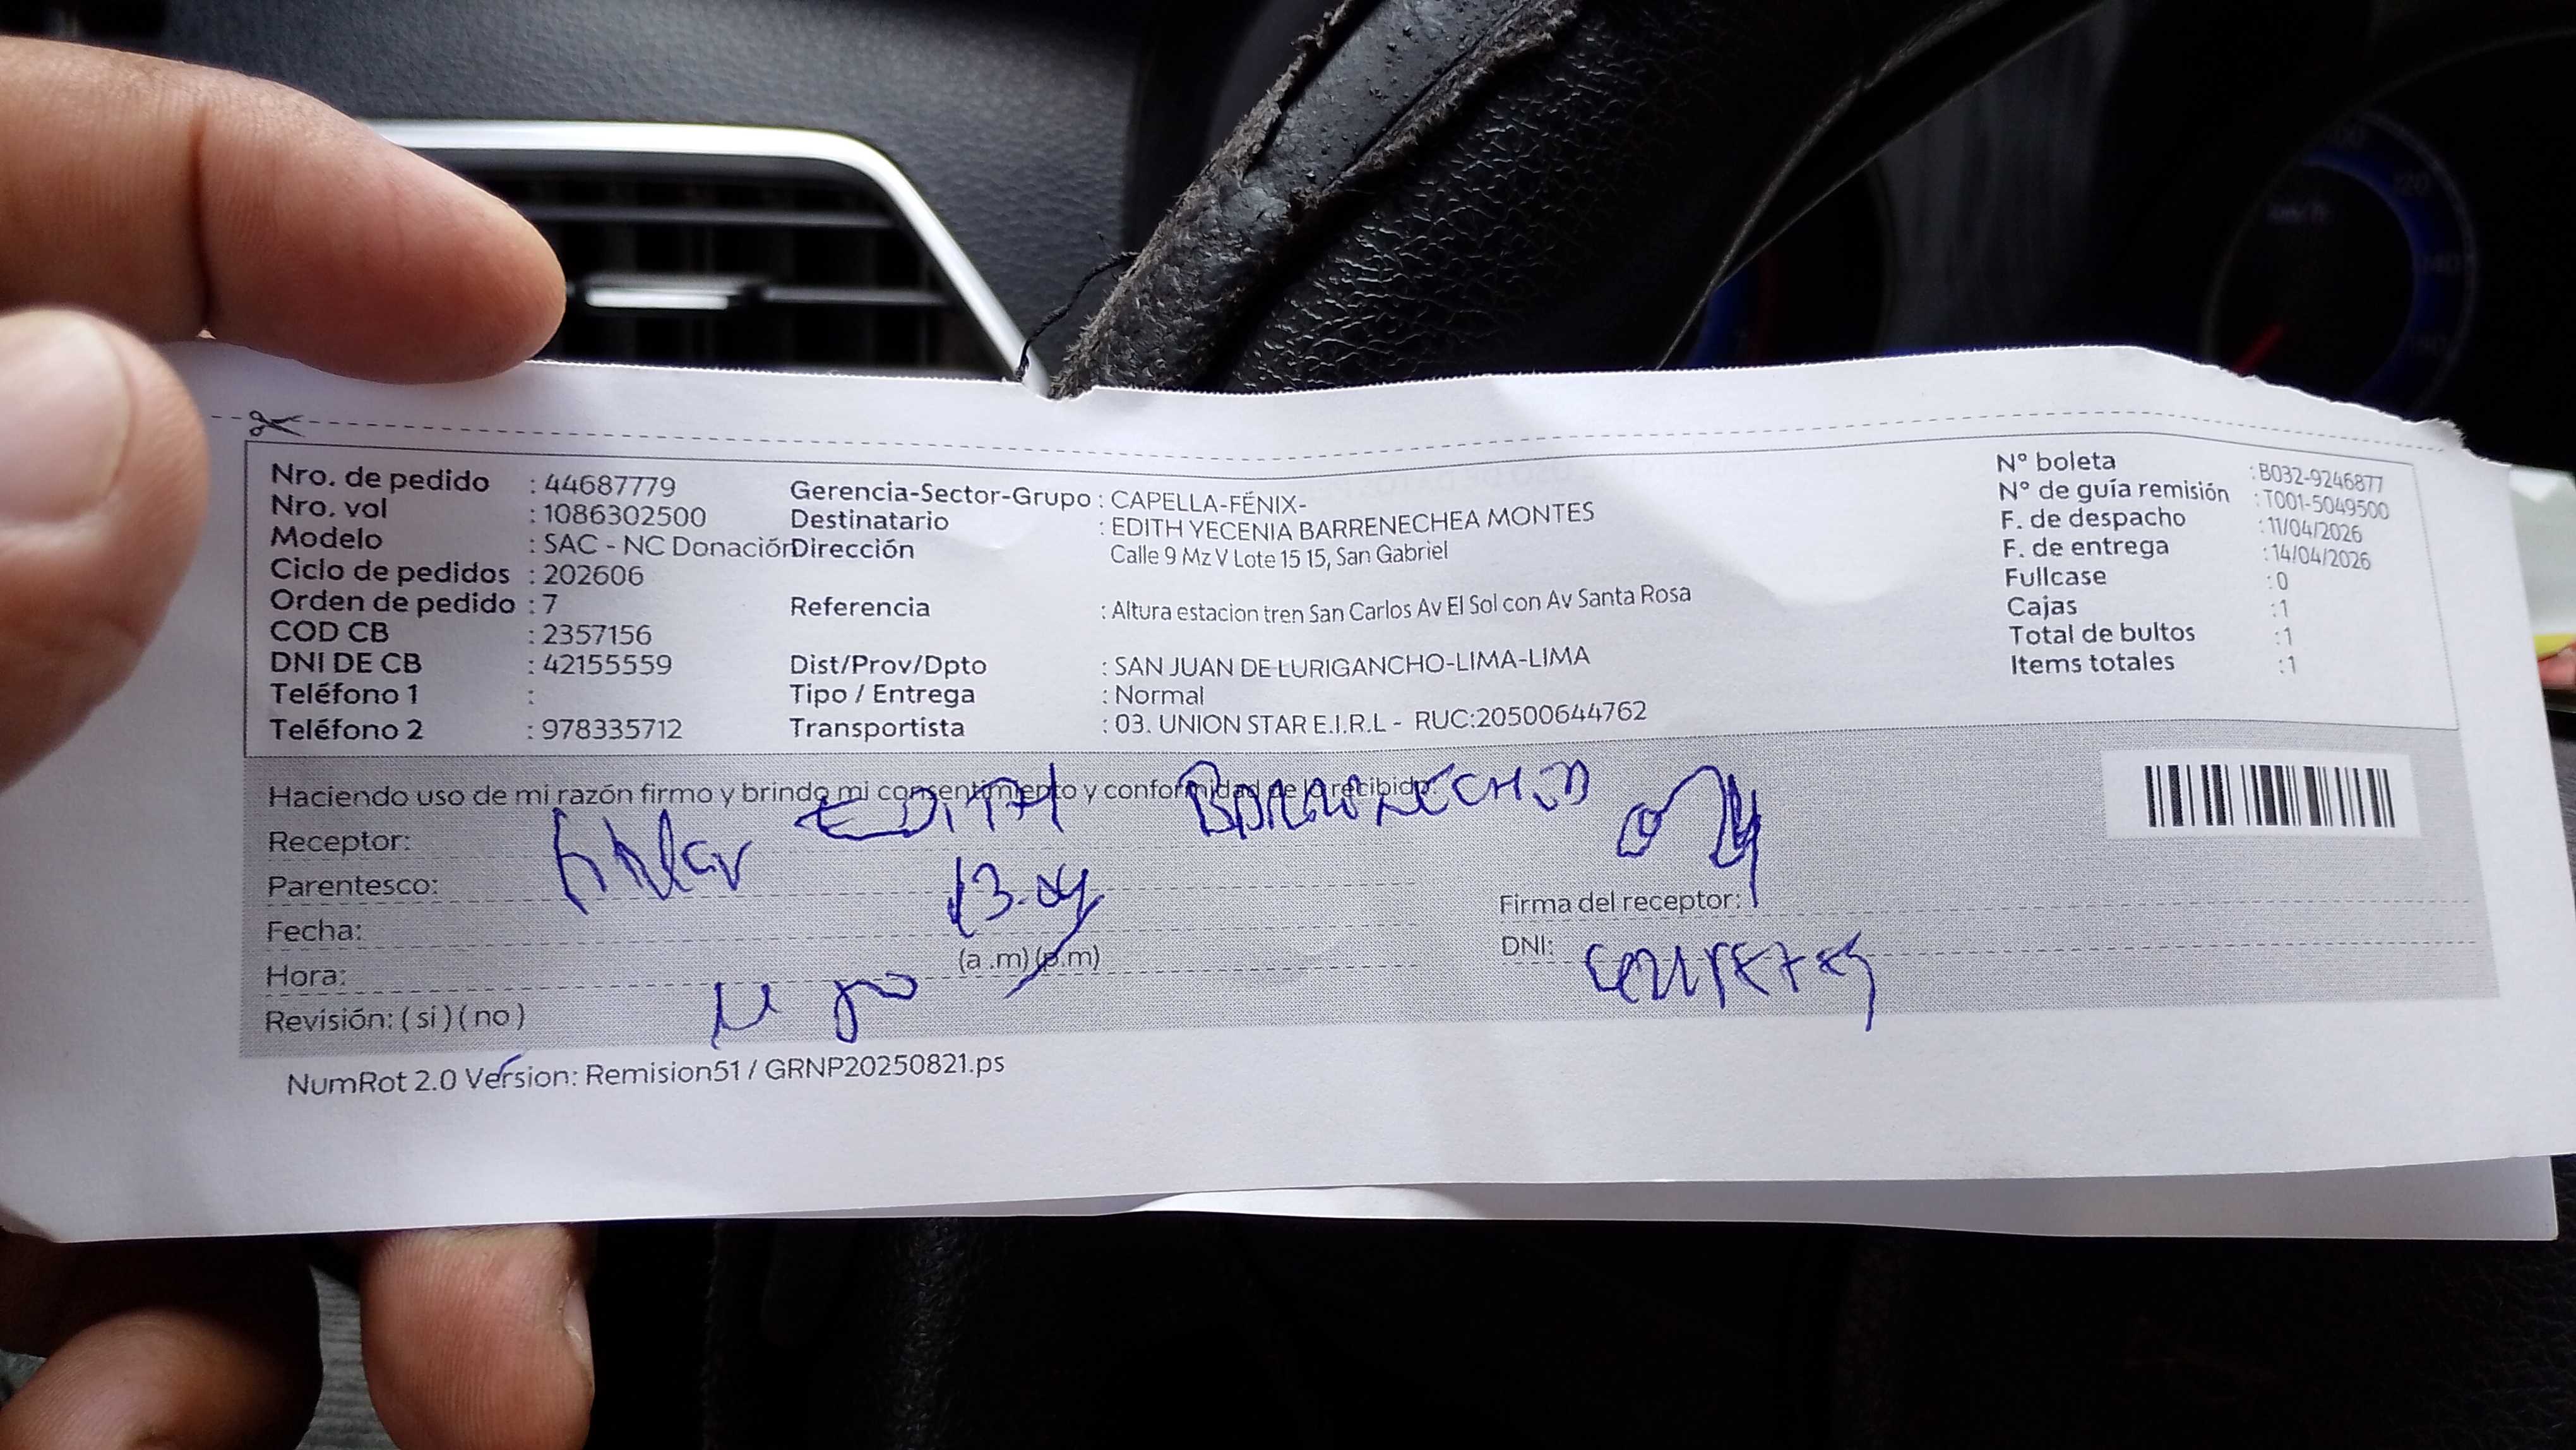 Nro. de pedido : 44687779
Nro. vol : 1086302500
Modelo : SAC - NC Donación
Ciclo de pedidos : 202606
Orden de pedido : 7
COD CB : 2357156
DNI DE CB : 42155559
Teléfono 1 :
Teléfono 2 : 978335712
Gerencia-Sector-Grupo : CAPELLA-FÉNIX-
Destinatario : EDITH YECENIA BARRENECHEA MONTES
Dirección Calle 9 Mz V Lote 15 15, San Gabriel
Referencia : Altura estacion tren San Carlos Av El Sol con Av Santa Rosa
Dist/Prov/Dpto : SAN JUAN DE LURIGANCHO-LIMA-LIMA
Tipo / Entrega : Normal
Transportista : 03. UNION STAR E.I.R.L - RUC:20500644762
N° boleta : B032-9246877
N° de guía remisión : T001-5049500
F. de despacho : 11/04/2026
F. de entrega : 14/04/2026
Fullcase : 0
Cajas : 1
Total de bultos : 1
Items totales : 1
Haciendo uso de mi razón firmo y brindo mi consentimiento y conformidad de lo recibido.
Receptor: EDITH
Parentesco: titular
Fecha: 13-04
Hora: (a.m) (p.m)
Revisión: ( si ) ( no )
Firma del receptor:
DNI:
NumRot 2.0 Version: Remision51 / GRNP20250821.ps